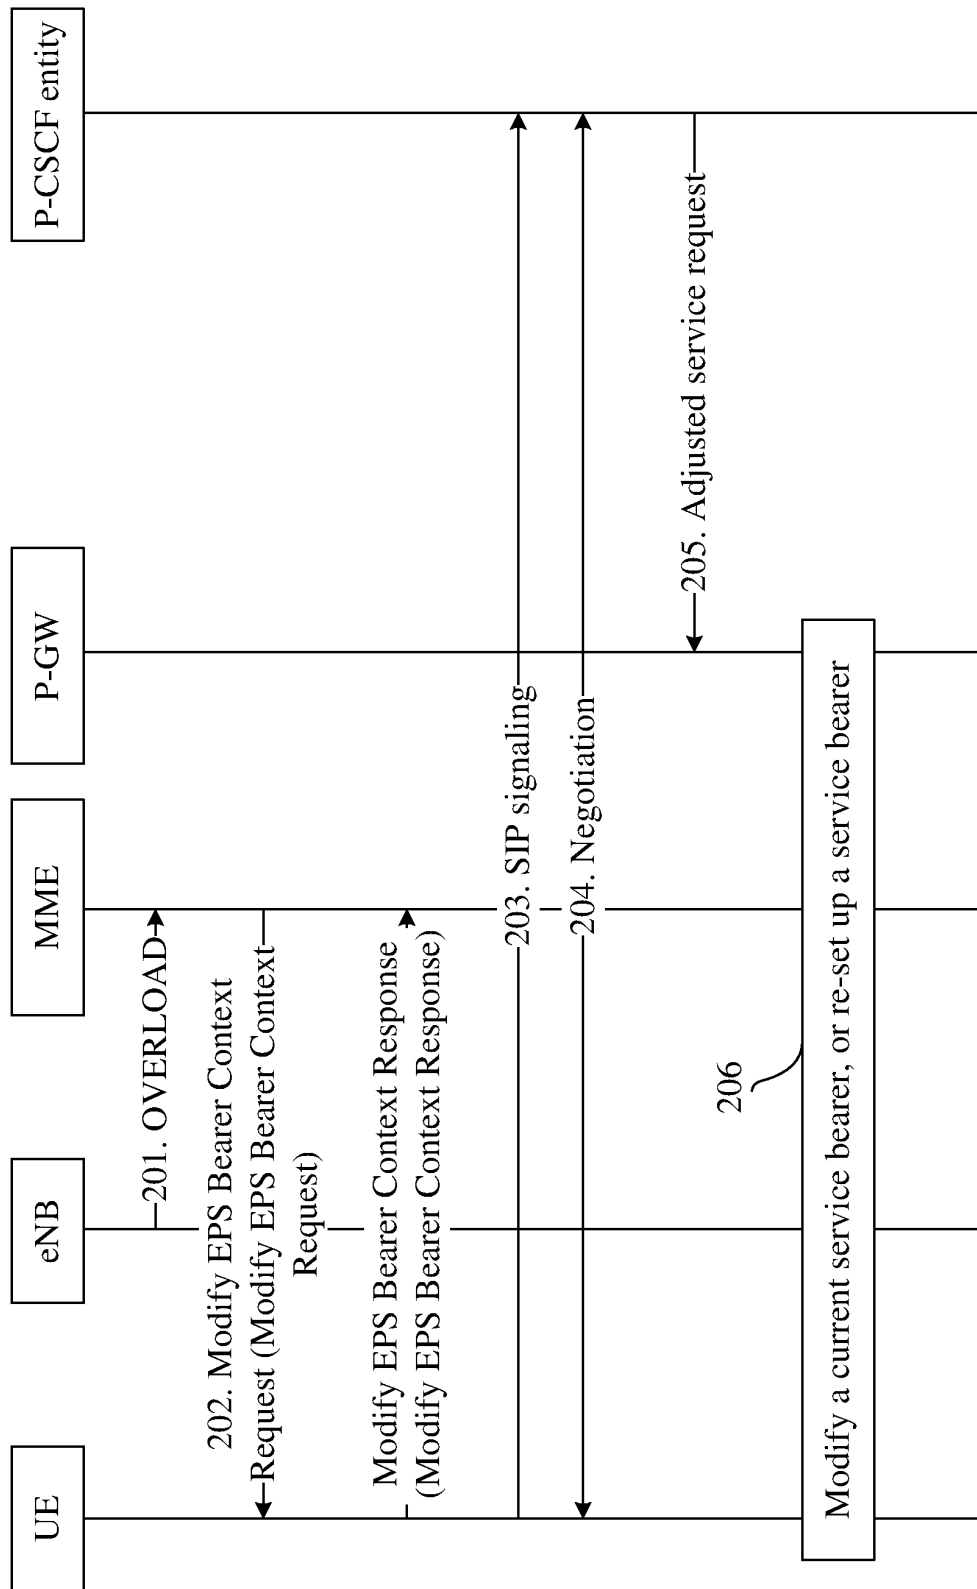 UE
eNB
MME
P-GW
P-CSCF entity
201. OVERLOAD
202. Modify EPS Bearer Context
Request (Modify EPS Bearer Context
Request)
Modify EPS Bearer Context Response
(Modify EPS Bearer Context Response)
203. SIP signaling
204. Negotiation
205. Adjusted service request
206
Modify a current service bearer, or re-set up a service bearer